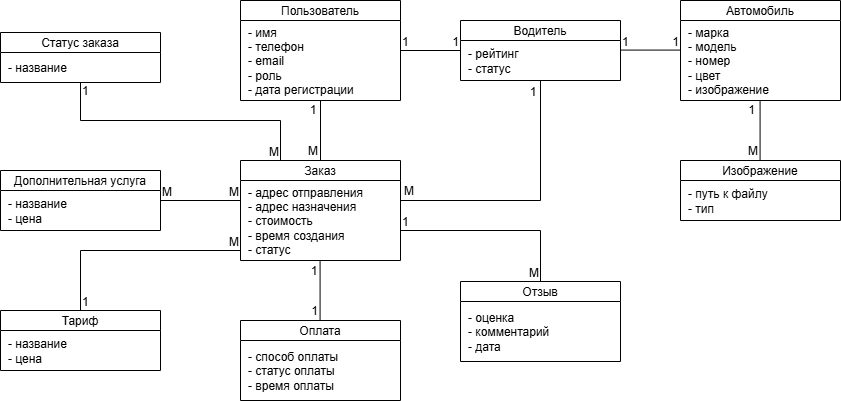 Пользователь
- имя
- телефон
- email
- роль
- дата регистрации
1
1
Водитель
- рейтинг
- статус
1
1
Автомобиль
- марка
- модель
- номер
- цвет
- изображение
Статус заказа
- название
1
M
1
M
1
1
M
Дополнительная услуга
- название
- цена
M
M
Заказ
- адрес отправления
- адрес назначения
- стоимость
- время создания
- статус
M
1
Изображение
- путь к файлу
- тип
M
1
1
1
M
Тариф
- название
- цена
Оплата
- способ оплаты
- статус оплаты
- время оплаты
Отзыв
- оценка
- комментарий
- дата